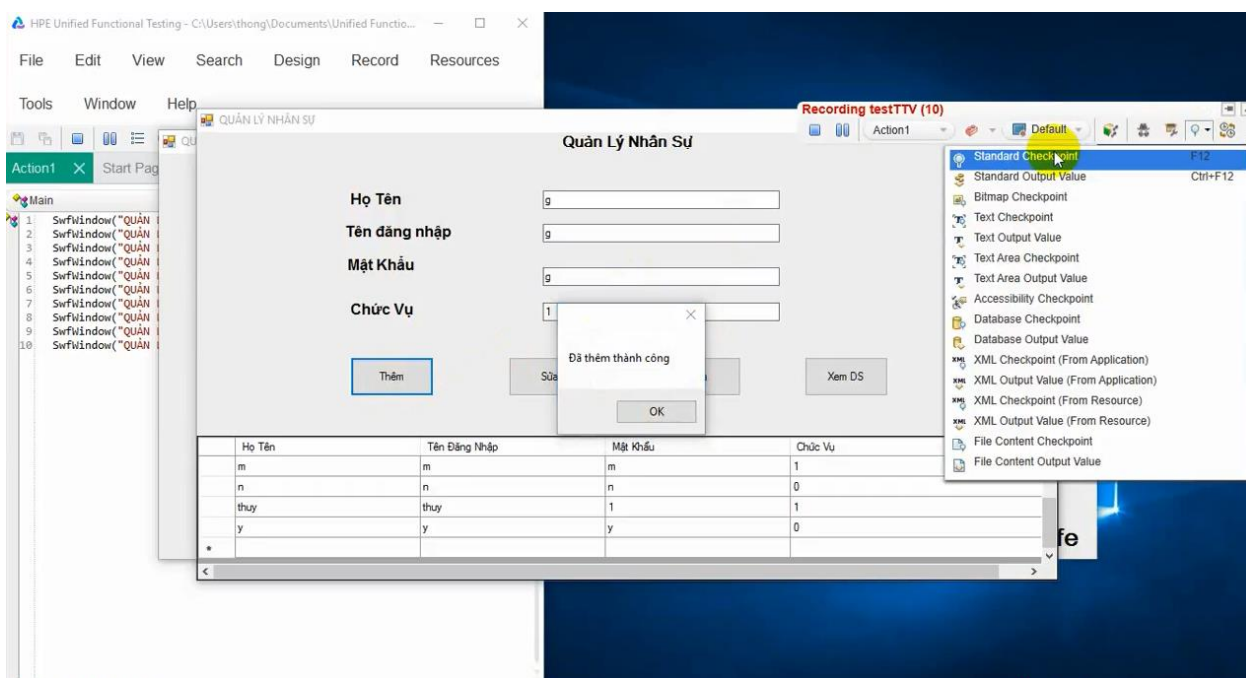 HPE Unified Functional Testing - C:\Users\thong\Documents\Unified Functio...
File Edit View Search Design Record Resources
Tools Window Help
Action1 Start Pag
Main
1 SwfWindow("QUẢN
2 SwfWindow("QUẢN
3 SwfWindow("QUẢN
4 SwfWindow("QUẢN
5 SwfWindow("QUẢN
6 SwfWindow("QUẢN
7 SwfWindow("QUẢN
8 SwfWindow("QUẢN
9 SwfWindow("QUẢN
10 SwfWindow("QUẢN
QU
QUẢN LÝ NHÂN SỰ
Quản Lý Nhân Sự
Họ Tên g
Tên đăng nhập g
Mật Khẩu g
Chức Vụ 1
Thêm Sửa Xem DS
Đã thêm thành công
OK
Họ Tên Tên Đăng Nhập Mật Khẩu Chức Vụ
m m m 1
n n n 0
thuy thuy 1 1
y y y 0
*
fe
Recording testTTV (10)
Action1 Default
Standard Checkpoint F12
Standard Output Value Ctrl+F12
Bitmap Checkpoint
Text Checkpoint
Text Output Value
Text Area Checkpoint
Text Area Output Value
Accessibility Checkpoint
Database Checkpoint
Database Output Value
XML Checkpoint (From Application)
XML Output Value (From Application)
XML Checkpoint (From Resource)
XML Output Value (From Resource)
File Content Checkpoint
File Content Output Value